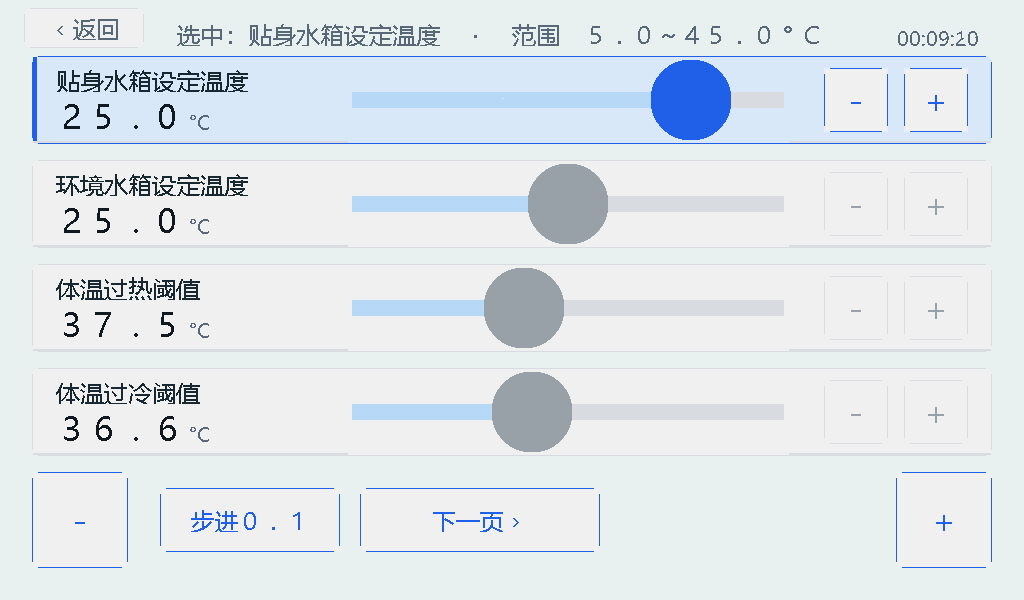 ‹ 返回
选中: 贴身水箱设定温度 · 范围 5.0~45.0°C
00:09:10
贴身水箱设定温度
25.0 °C
- +
环境水箱设定温度
25.0 °C
- +
体温过热阈值
37.5 °C
- +
体温过冷阈值
36.6 °C
- +
- 步进0.1 下一页 › +